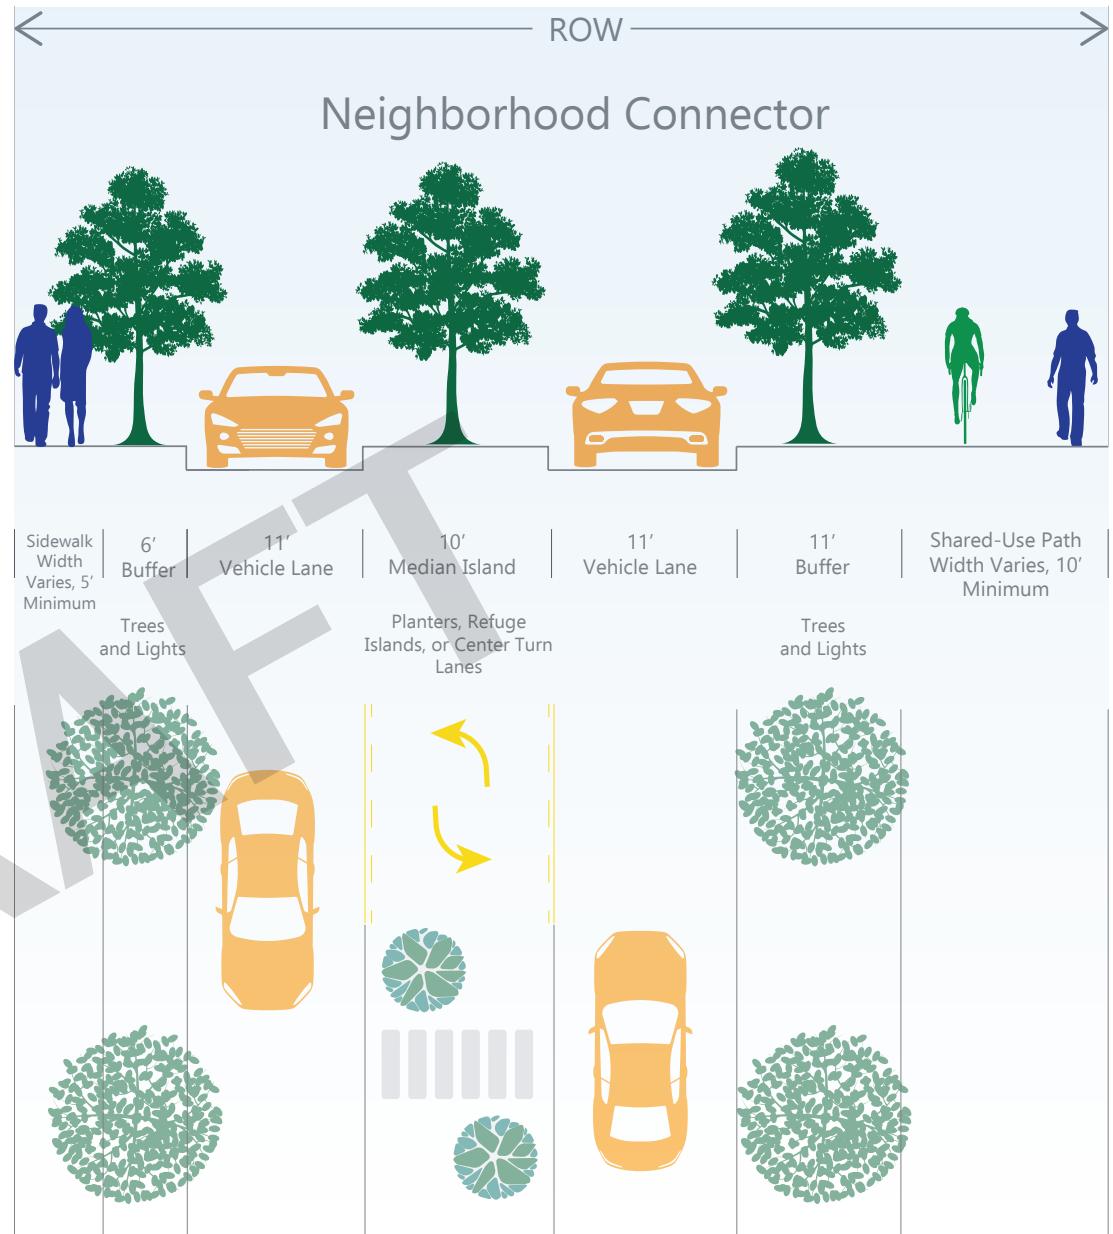 ROW
Neighborhood Connector
Sidewalk
Width
Varies, 5’
Minimum
6’
Buffer
11’
Vehicle Lane
10’
Median Island
11’
Vehicle Lane
11’
Buffer
Shared-Use Path
Width Varies, 10’
Minimum
Trees
and Lights
Planters, Refuge
Islands, or Center Turn
Lanes
Trees
and Lights
AFT